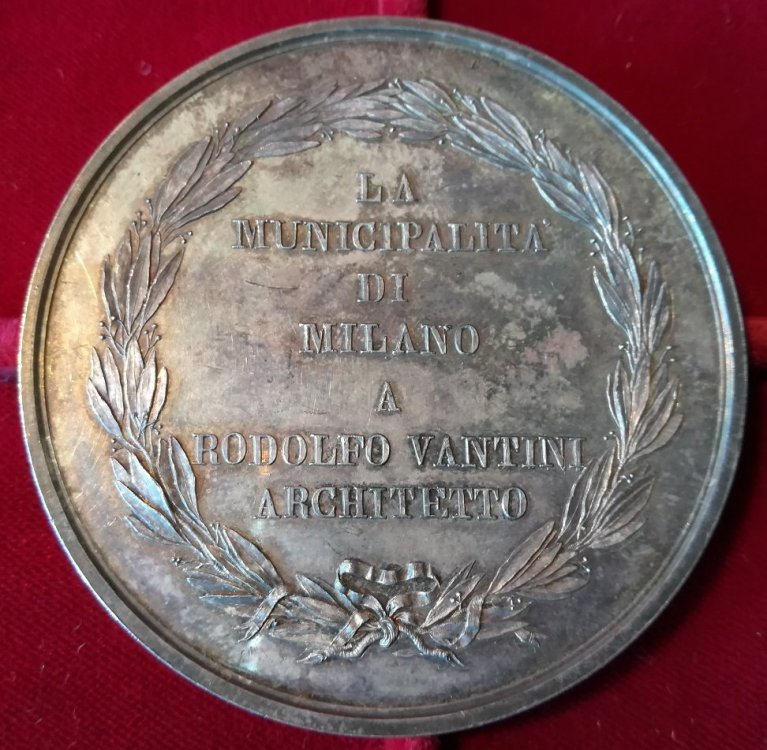 LA
MUNICIPALITA'
DI
MILANO
A
RODOLFO VANTINI
ARCHITETTO